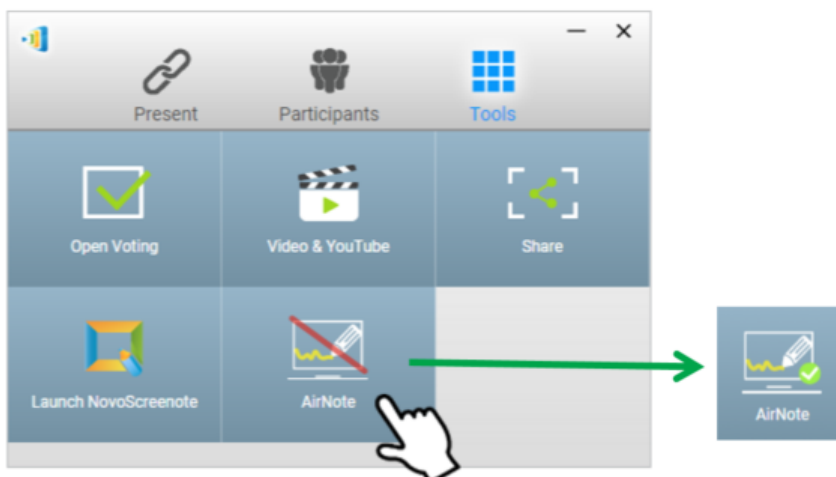 Present
Participants
Tools
Open Voting
Video & YouTube
Share
Launch NovoScreenote
AirNote
AirNote